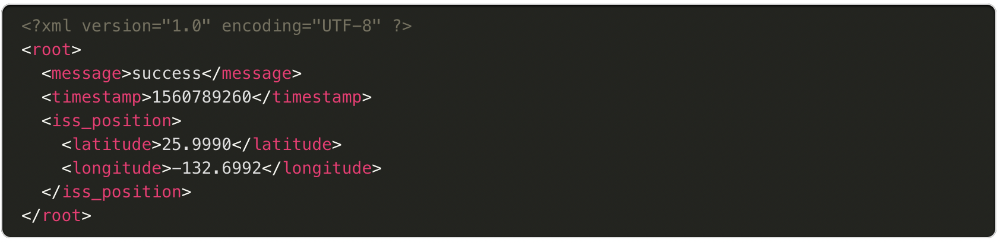 <?xml version="1.0" encoding="UTF-8" ?>
<root>
  <message>success</message>
  <timestamp>1560789260</timestamp>
  <iss_position>
    <latitude>25.9990</latitude>
    <longitude>-132.6992</longitude>
  </iss_position>
</root>